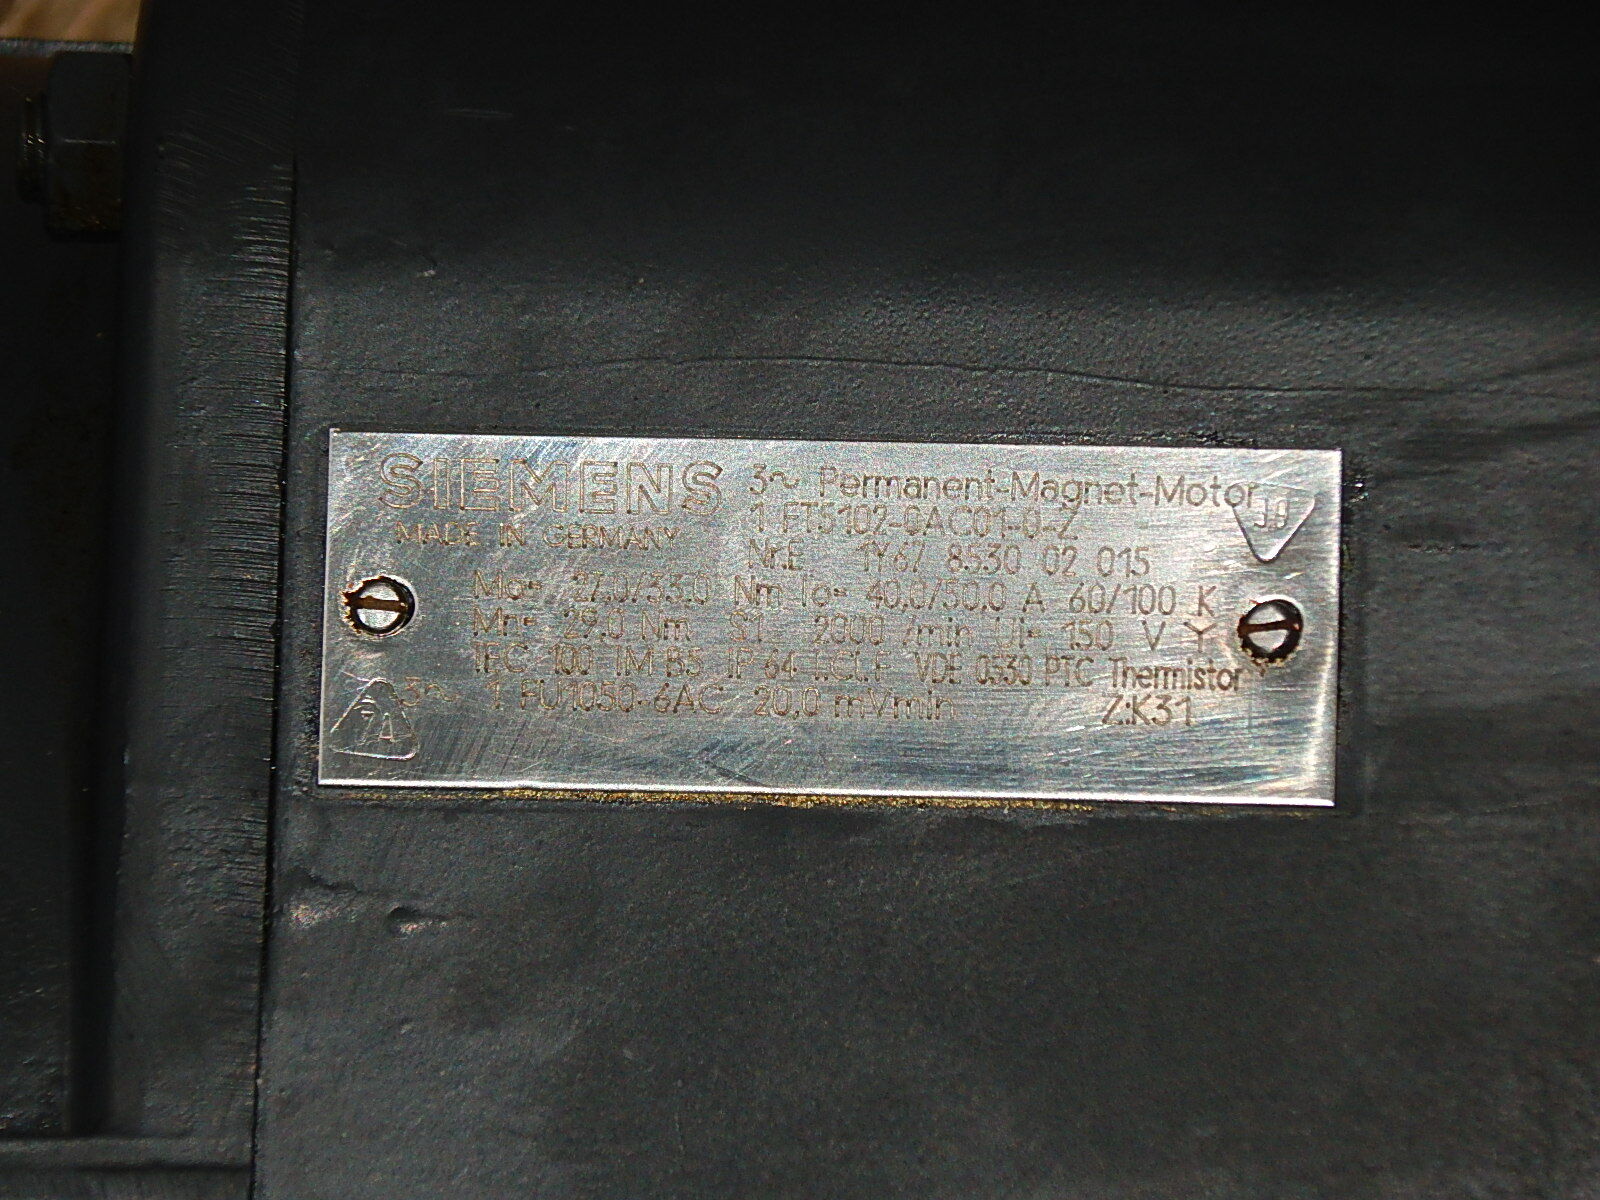 SIEMENS 3~ Permanent-Magnet-Motor
MADE IN GERMANY 1 FT5102-0AC01-0-Z
Nr.E 1Y67 8530 02 015
Mo= 27,0/33,0 Nm Io= 40,0/50,0 A 60/100 K
Mn= 29,0 Nm S1 2000 /min Ui= 150 V Y
IEC 100 IM B5 IP 64 I.Cl.F VDE 0530 PTC Thermistor
3~ 1 FU1050-6AC 20,0 mV/min Z:K31